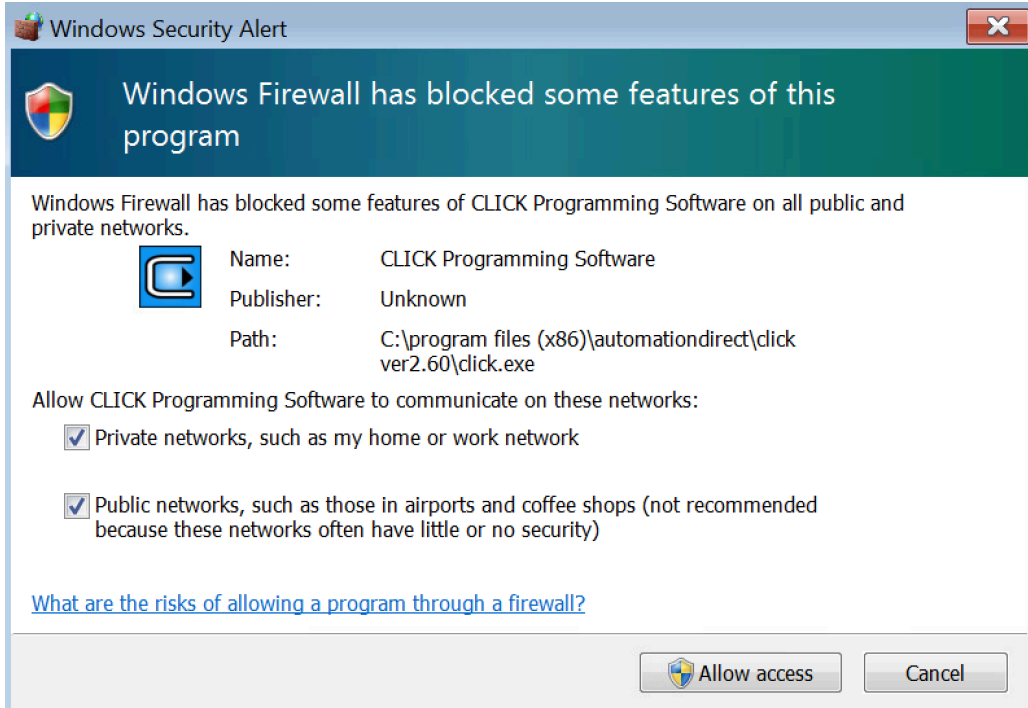 Windows Security Alert
Windows Firewall has blocked some features of this
program
Windows Firewall has blocked some features of CLICK Programming Software on all public and
private networks.
Name: CLICK Programming Software
Publisher: Unknown
Path: C:\program files (x86)\automationdirect\click
ver2.60\click.exe
Allow CLICK Programming Software to communicate on these networks:
Private networks, such as my home or work network
Public networks, such as those in airports and coffee shops (not recommended
because these networks often have little or no security)
What are the risks of allowing a program through a firewall?
Allow access Cancel